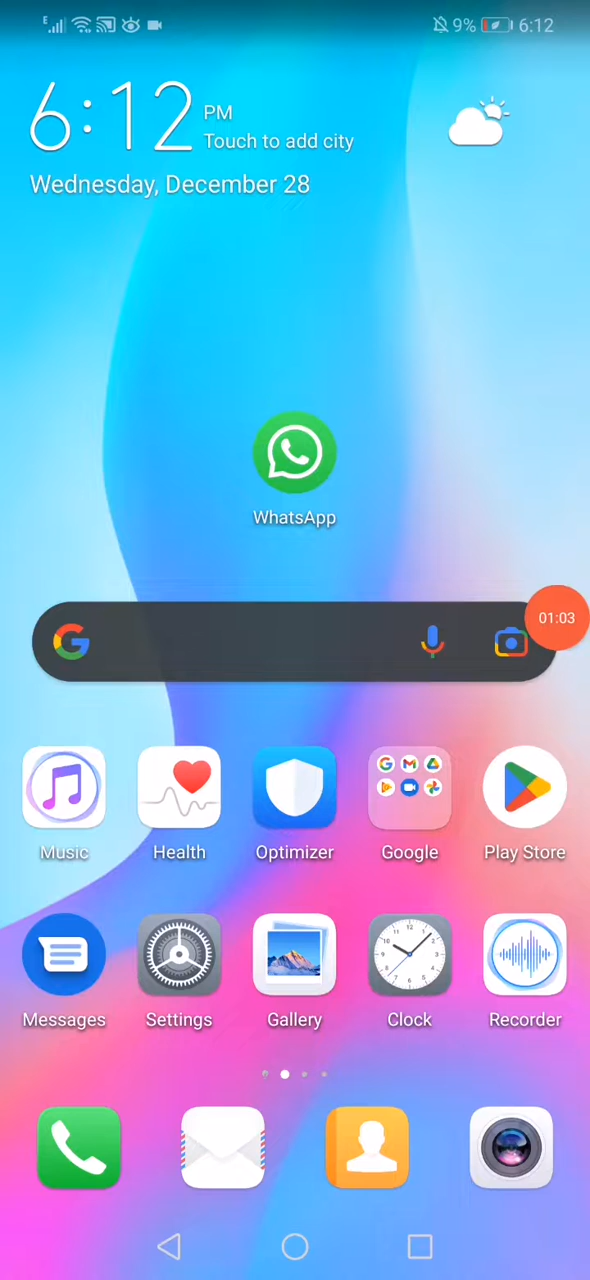 E 9% 6:12
6:12 PM
Touch to add city
Wednesday, December 28
WhatsApp
01:03
Music Health Optimizer Google Play Store
Messages Settings Gallery Clock Recorder